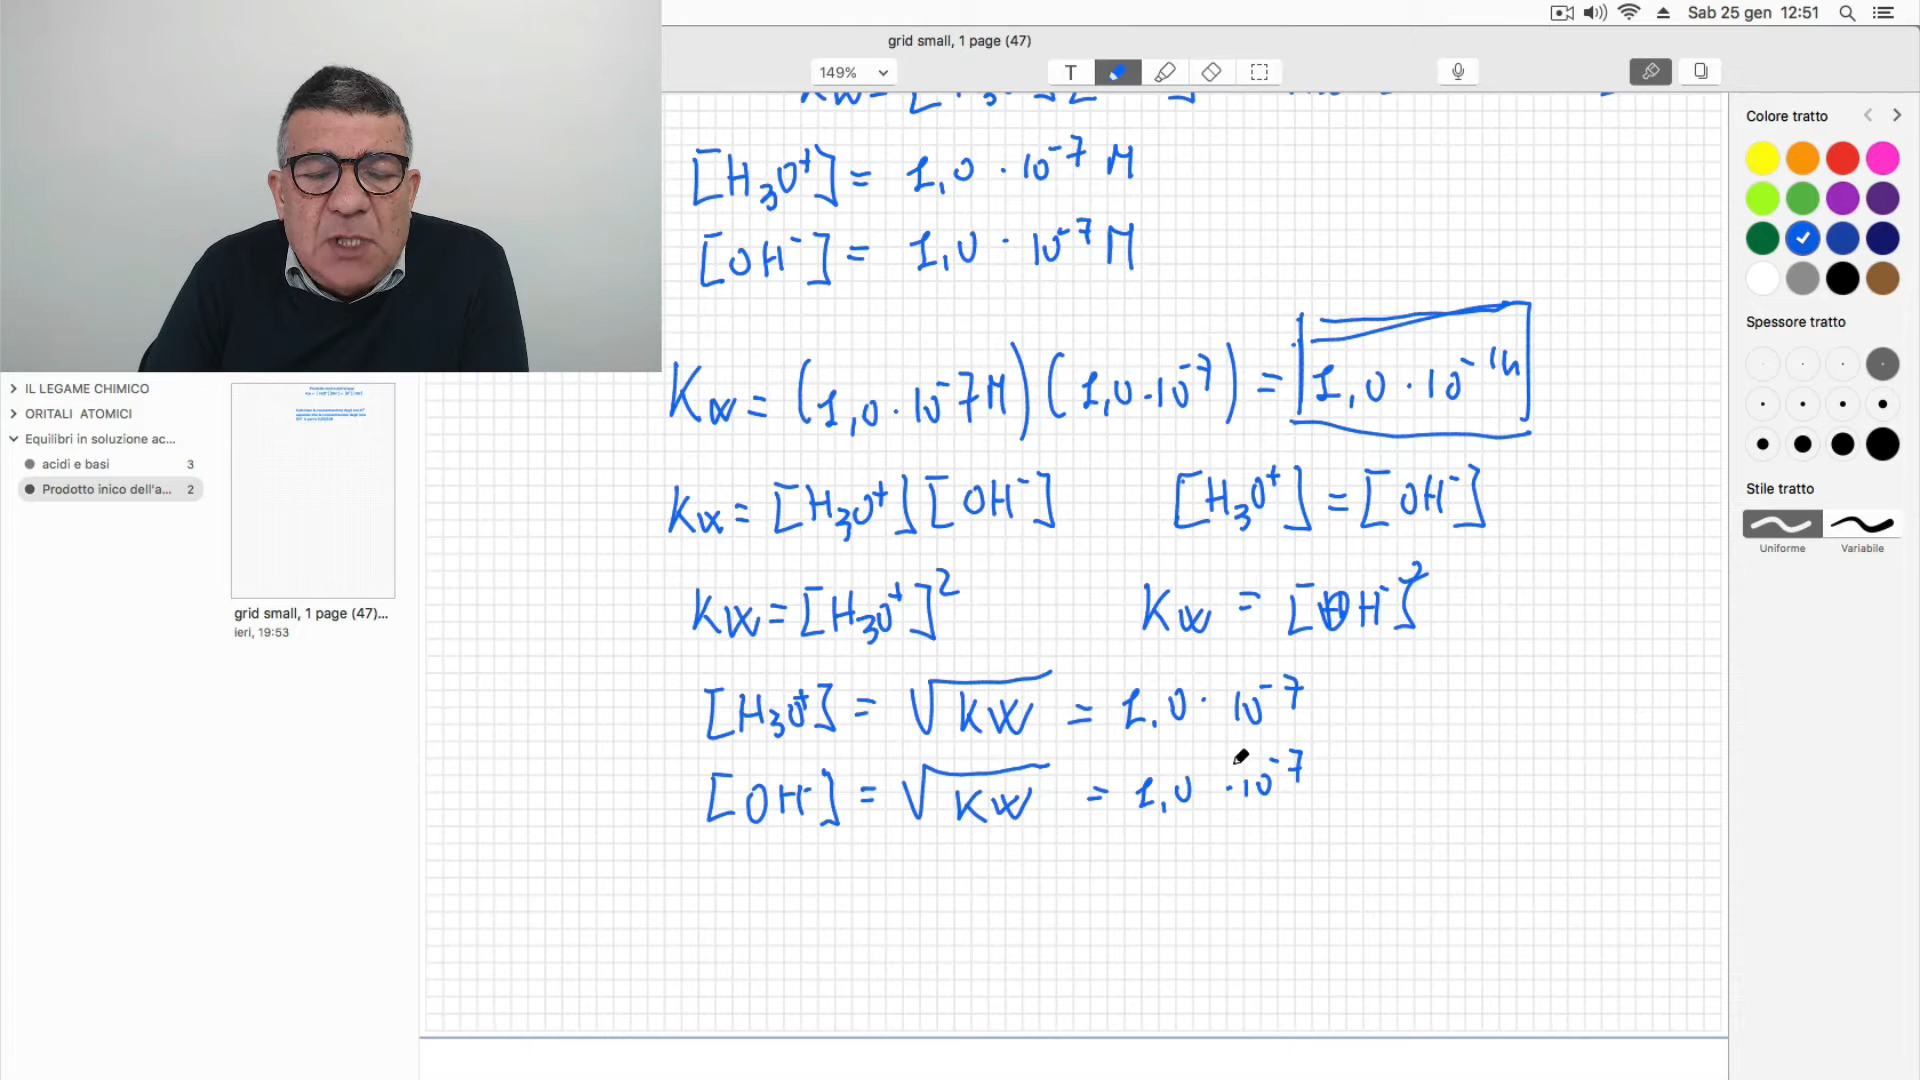 Sab 25 gen 12:51
grid small, 1 page (47)
149%
T
[H₃O⁺] = 1,0 · 10⁻⁷ M
[OH⁻] = 1,0 · 10⁻⁷ M
Kw = (1,0 · 10⁻⁷ M) (1,0 · 10⁻⁷) = 1,0 · 10⁻¹⁴
Kw = [H₃O⁺] [OH⁻] [H₃O⁺] = [OH⁻]
Kw = [H₃O⁺]² Kw = [OH⁻]²
[H₃O⁺] = √Kw = 1,0 · 10⁻⁷
[OH⁻] = √Kw = 1,0 · 10⁻⁷
IL LEGAME CHIMICO
ORITALI ATOMICI
Equilibri in soluzione ac...
acidi e basi 3
Prodotto inico dell'a... 2
grid small, 1 page (47)...
ieri, 19:53
Colore tratto
Spessore tratto
Stile tratto
Uniforme Variabile